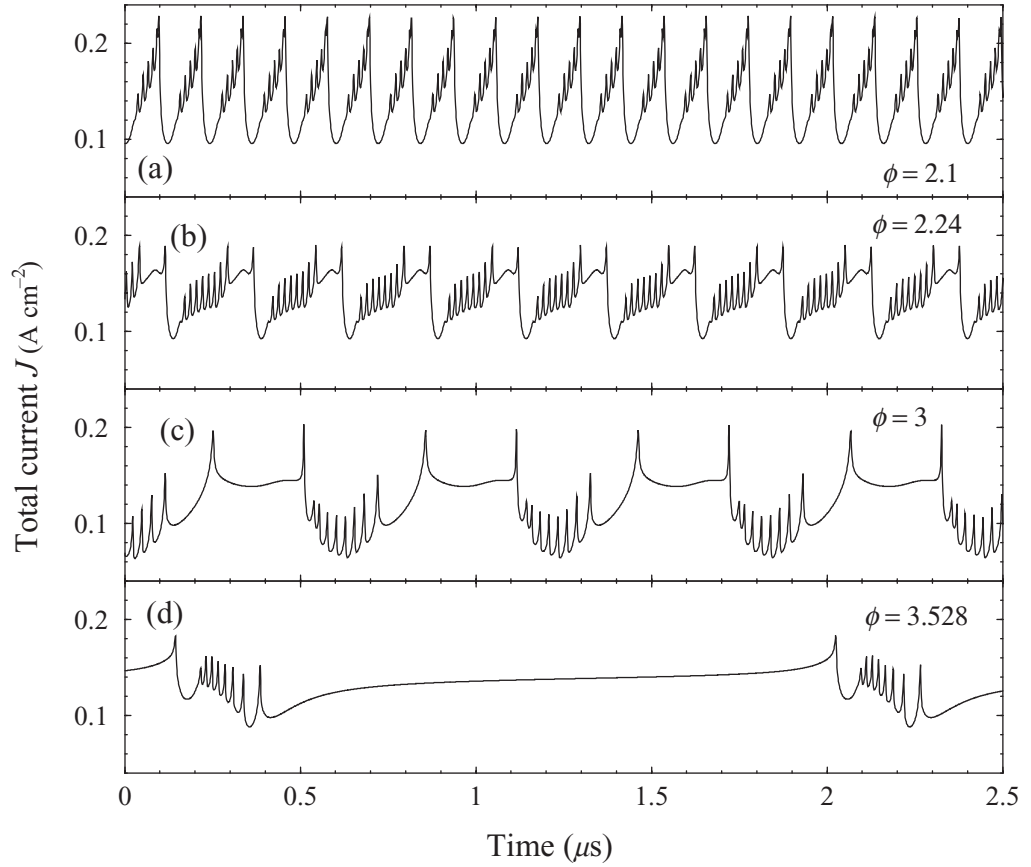 0.2
0.1
(a)
ϕ = 2.1
(b)
ϕ = 2.24
0.2
0.1
(c)
ϕ = 3
0.2
0.1
(d)
ϕ = 3.528
0.2
0.1
0 0.5 1 1.5 2 2.5
Time (μs)
Total current J (A cm⁻²)